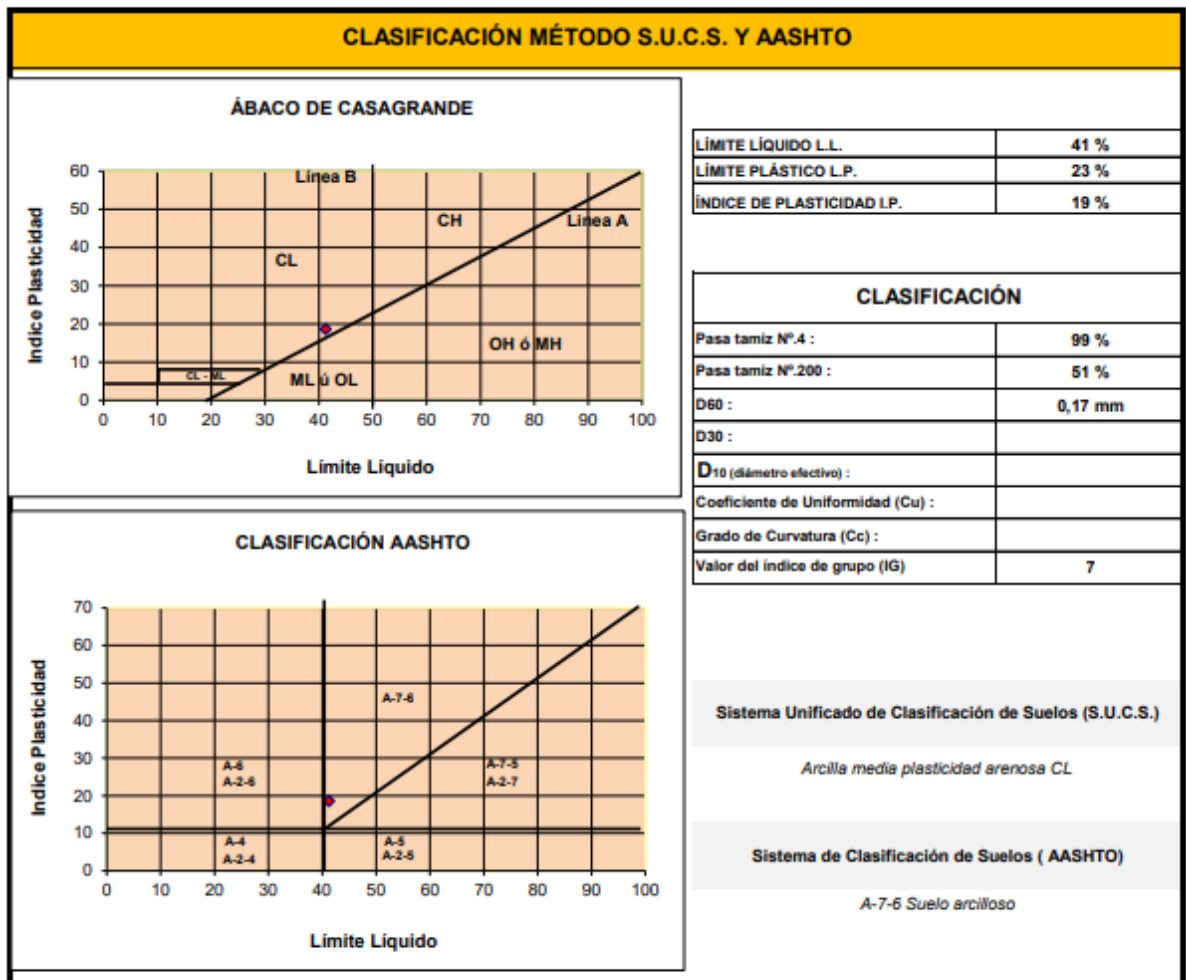 CLASIFICACIÓN MÉTODO S.U.C.S. Y AASHTO
ÁBACO DE CASAGRANDE
Indice Plasticidad
60
50
40
30
20
10
0
Línea B
CH
Linea A
CL
OH ó MH
CL - ML
ML ú OL
0 10 20 30 40 50 60 70 80 90 100
Límite Líquido
LÍMITE LÍQUIDO L.L. 41 %
LÍMITE PLÁSTICO L.P. 23 %
ÍNDICE DE PLASTICIDAD I.P. 19 %
CLASIFICACIÓN
Pasa tamiz Nº.4 : 99 %
Pasa tamiz Nº.200 : 51 %
D60 : 0,17 mm
D30 :
D10 (diámetro efectivo) :
Coeficiente de Uniformidad (Cu) :
Grado de Curvatura (Cc) :
Valor del índice de grupo (IG) 7
CLASIFICACIÓN AASHTO
Indice Plasticidad
70
60
50
40
30
20
10
0
A-7-6
A-6
A-2-6
A-7-5
A-2-7
A-4
A-2-4
A-5
A-2-5
0 10 20 30 40 50 60 70 80 90 100
Límite Líquido
Sistema Unificado de Clasificación de Suelos (S.U.C.S.)
Arcilla media plasticidad arenosa CL
Sistema de Clasificación de Suelos ( AASHTO)
A-7-6 Suelo arcilloso